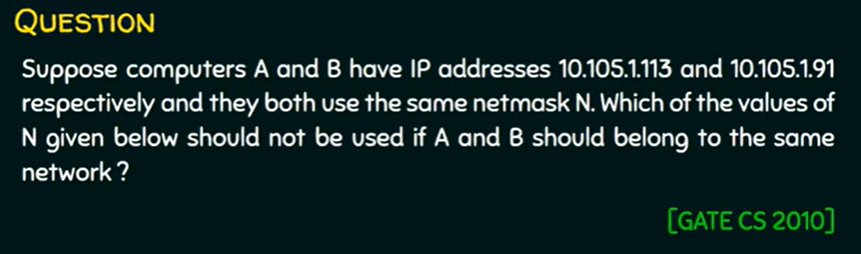 QUESTION
Suppose computers A and B have IP addresses 10.105.1.113 and 10.105.1.91
respectively and they both use the same netmask N. Which of the values of
N given below should not be used if A and B should belong to the same
network ?
[GATE CS 2010]